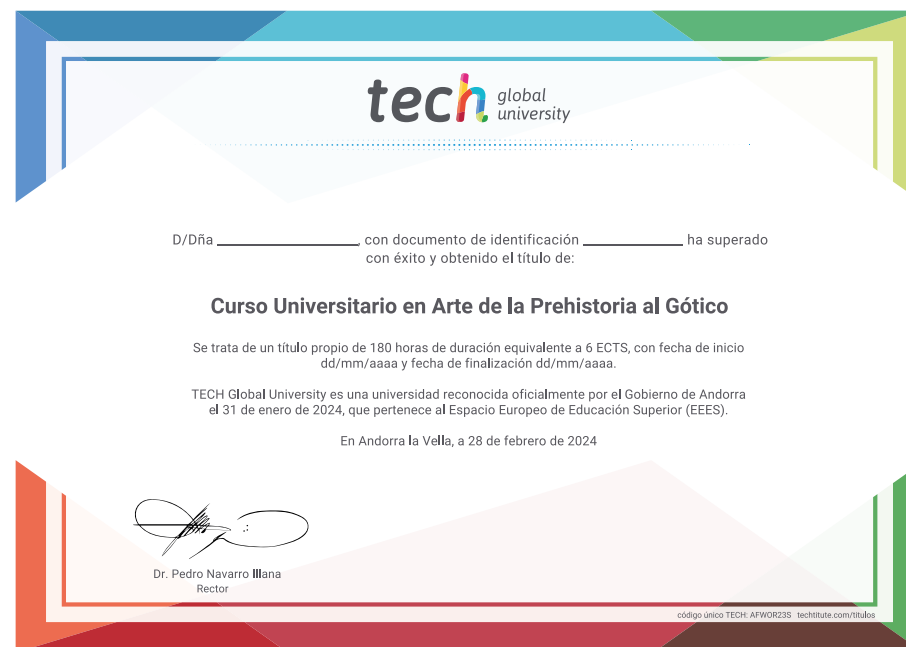 tech global university
D/Dña ____________________, con documento de identificación ______________ ha superado
con éxito y obtenido el título de:
Curso Universitario en Arte de la Prehistoria al Gótico
Se trata de un título propio de 180 horas de duración equivalente a 6 ECTS, con fecha de inicio
dd/mm/aaaa y fecha de finalización dd/mm/aaaa.
TECH Global University es una universidad reconocida oficialmente por el Gobierno de Andorra
el 31 de enero de 2024, que pertenece al Espacio Europeo de Educación Superior (EEES).
En Andorra la Vella, a 28 de febrero de 2024
Dr. Pedro Navarro Illana
Rector
código único TECH: AFWOR23S techtitute.com/titulos